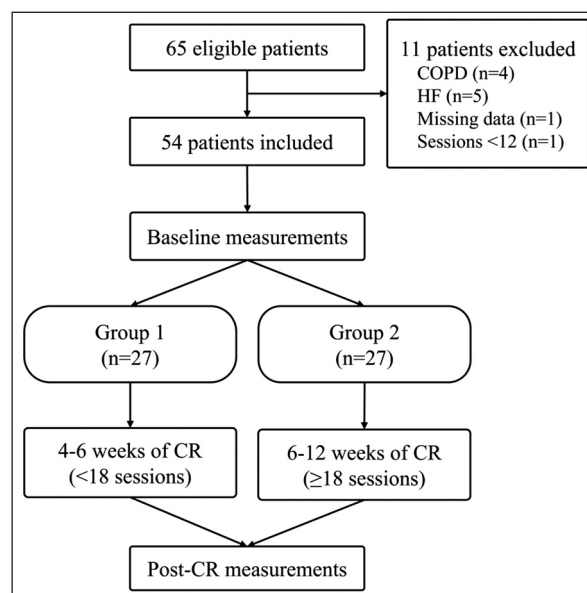 65 eligible patients
11 patients excluded
COPD (n=4)
HF (n=5)
Missing data (n=1)
Sessions <12 (n=1)
54 patients included
Baseline measurements
Group 1
(n=27)
Group 2
(n=27)
4-6 weeks of CR
(<18 sessions)
6-12 weeks of CR
(≥18 sessions)
Post-CR measurements